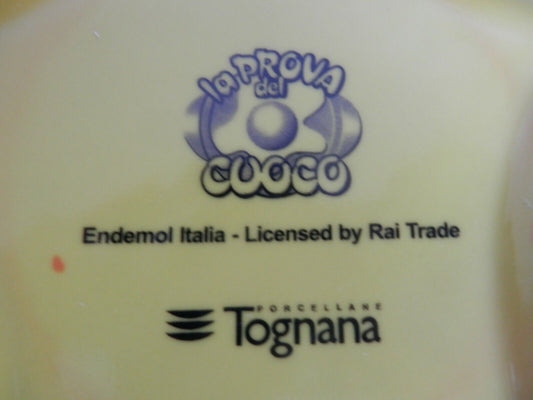 la PROVA
del
CUOCO
Endemol Italia - Licensed by Rai Trade
PORCELLANE
Tognana